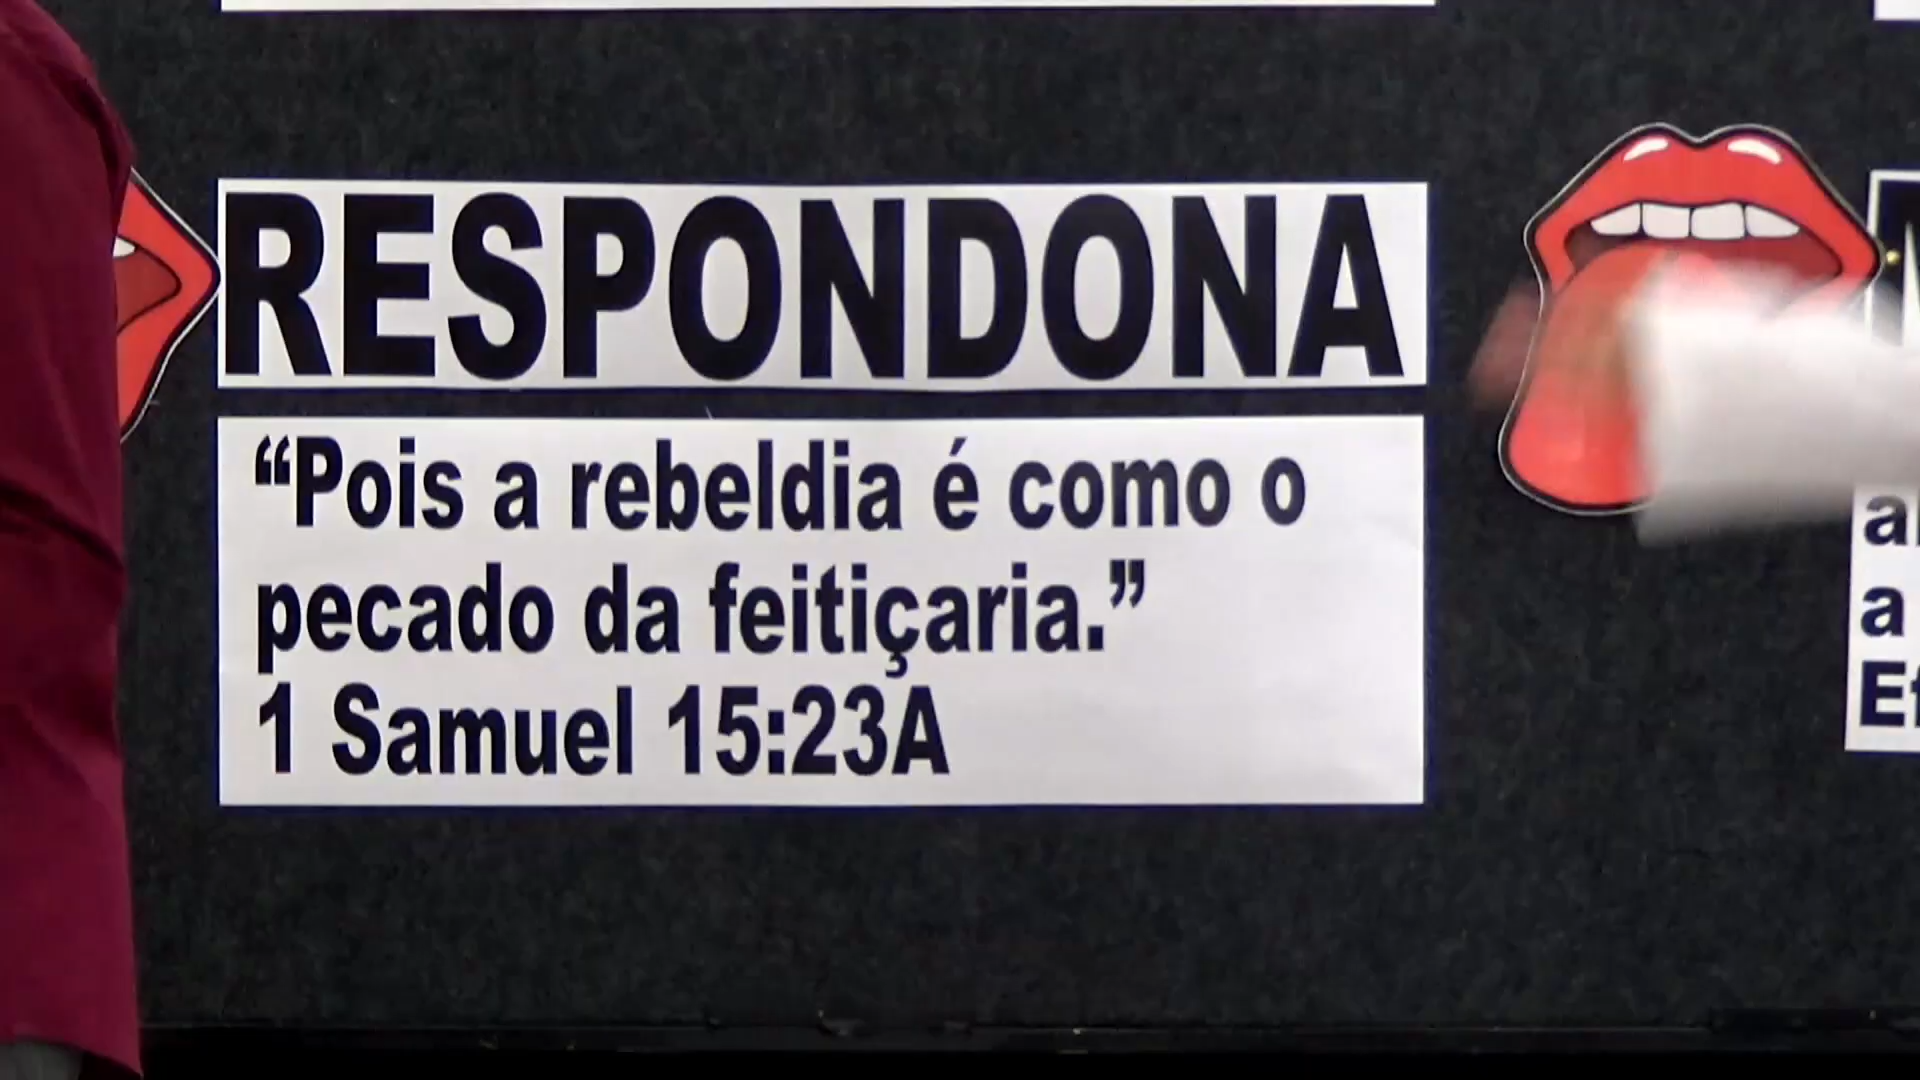 RESPONDONA
“Pois a rebeldia é como o
pecado da feitiçaria.”
1 Samuel 15:23A
a